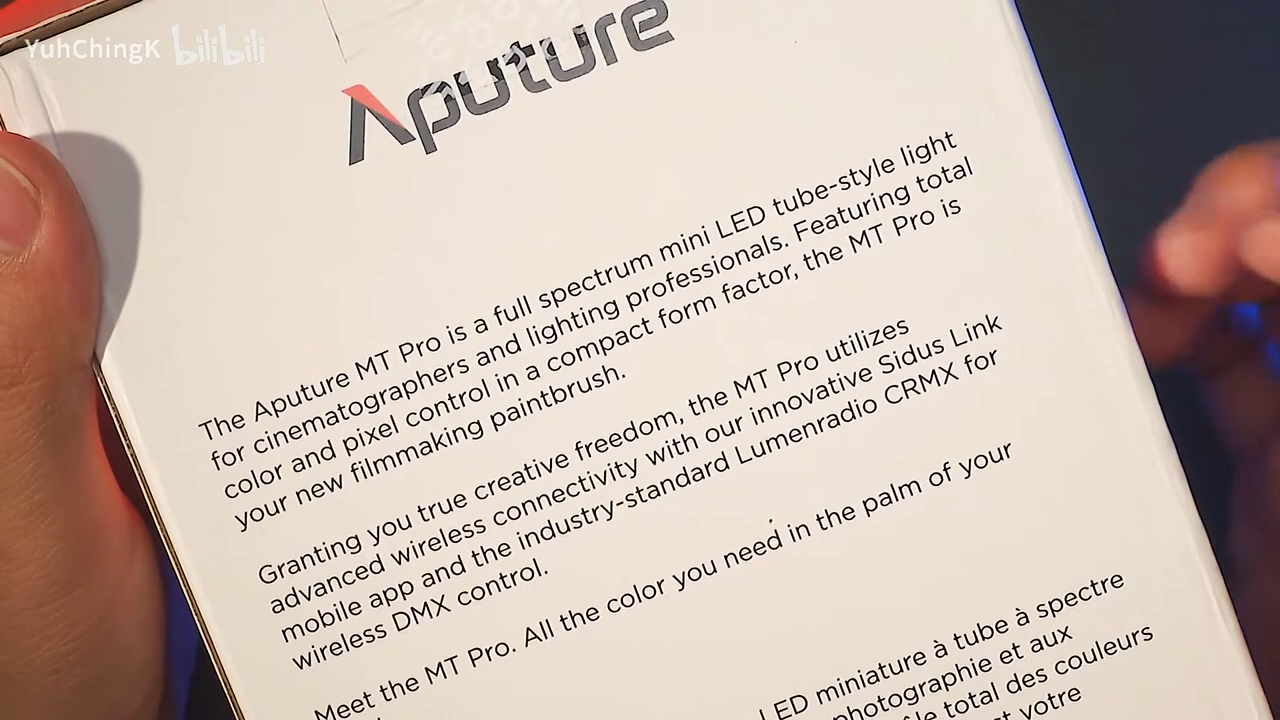 YuhChingK bilibili
Aputure
The Aputure MT Pro is a full spectrum mini LED tube-style light
for cinematographers and lighting professionals. Featuring total
color and pixel control in a compact form factor, the MT Pro is
your new filmmaking paintbrush.
Granting you true creative freedom, the MT Pro utilizes
advanced wireless connectivity with our innovative Sidus Link
mobile app and the industry-standard Lumenradio CRMX for
wireless DMX control.
Meet the MT Pro. All the color you need in the palm of your
LED miniature à tube à spectre
photographie et aux
total des couleurs
votre